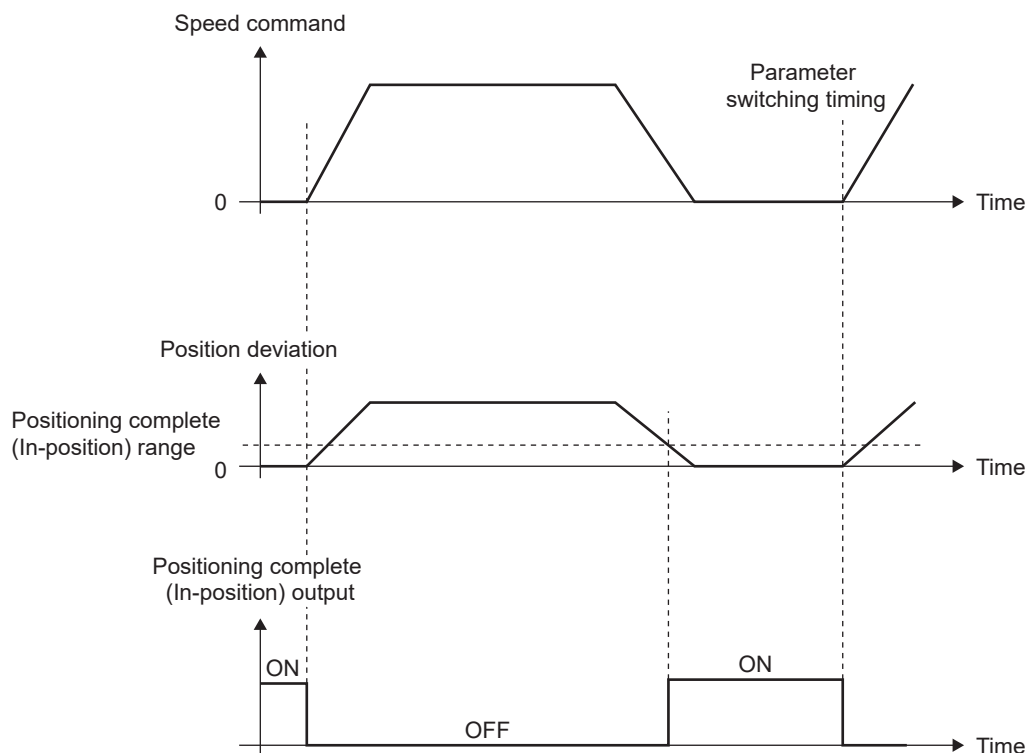 Speed command
Parameter
switching timing
0
Time
Position deviation
Positioning complete
(In-position) range
0
Time
Positioning complete
(In-position) output
ON
ON
OFF
Time